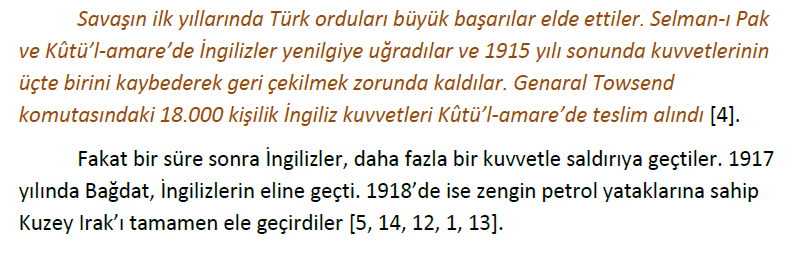 Savaşın ilk yıllarında Türk orduları büyük başarılar elde ettiler. Selman-ı Pak
ve Kûtü’l-amare’de İngilizler yenilgiye uğradılar ve 1915 yılı sonunda kuvvetlerinin
üçte birini kaybederek geri çekilmek zorunda kaldılar. Genaral Towsend
komutasındaki 18.000 kişilik İngiliz kuvvetleri Kûtü’l-amare’de teslim alındı [4].
Fakat bir süre sonra İngilizler, daha fazla bir kuvvetle saldırıya geçtiler. 1917
yılında Bağdat, İngilizlerin eline geçti. 1918’de ise zengin petrol yataklarına sahip
Kuzey Irak’ı tamamen ele geçirdiler [5, 14, 12, 1, 13].